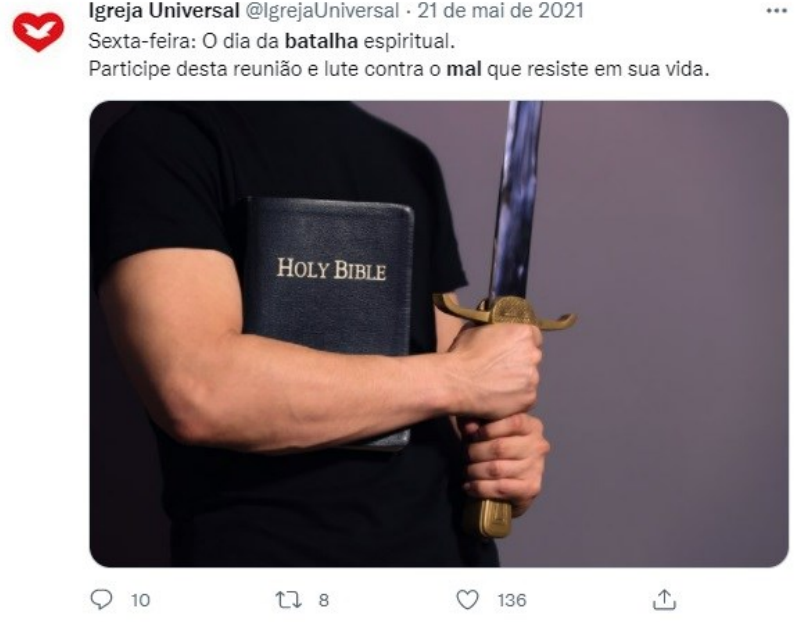 Igreja Universal @IgrejaUniversal · 21 de mai de 2021
Sexta-feira: O dia da batalha espiritual.
Participe desta reunião e lute contra o mal que resiste em sua vida.
HOLY BIBLE
10 8 136